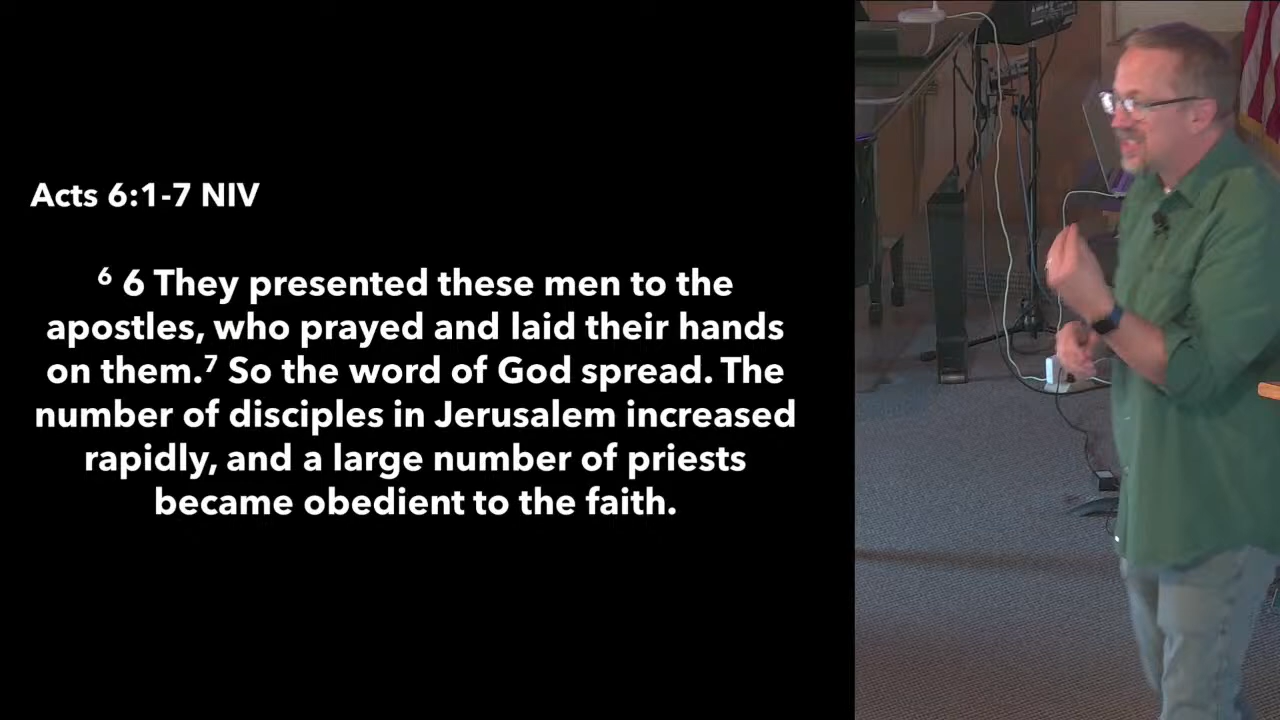 Acts 6:1-7 NIV
⁶ 6 They presented these men to the
apostles, who prayed and laid their hands
on them.⁷ So the word of God spread. The
number of disciples in Jerusalem increased
rapidly, and a large number of priests
became obedient to the faith.